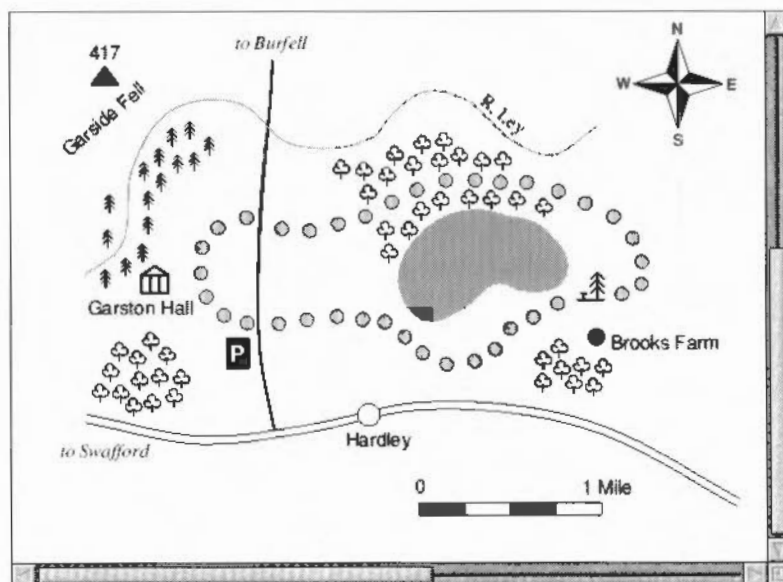 to Burfell
417
Garside Fell
N
W E
S
R. Ley
Garston Hall
P
Brooks Farm
Hardley
to Swafford
0 1 Mile